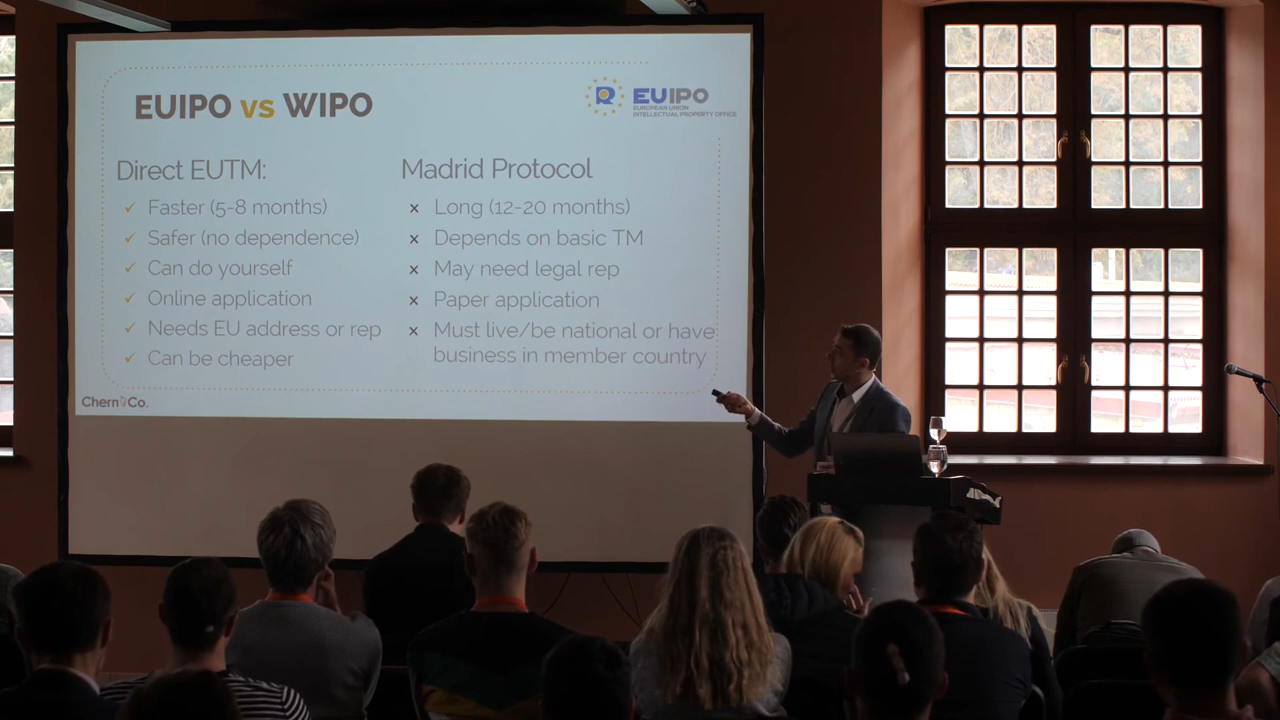 EUIPO vs WIPO
EUIPO
EUROPEAN UNION
INTELLECTUAL PROPERTY OFFICE
Direct EUTM:
✓ Faster (5-8 months)
✓ Safer (no dependence)
✓ Can do yourself
✓ Online application
✓ Needs EU address or rep
✓ Can be cheaper
Madrid Protocol
× Long (12-20 months)
× Depends on basic TM
× May need legal rep
× Paper application
× Must live/be national or have
business in member country
Chern Co.